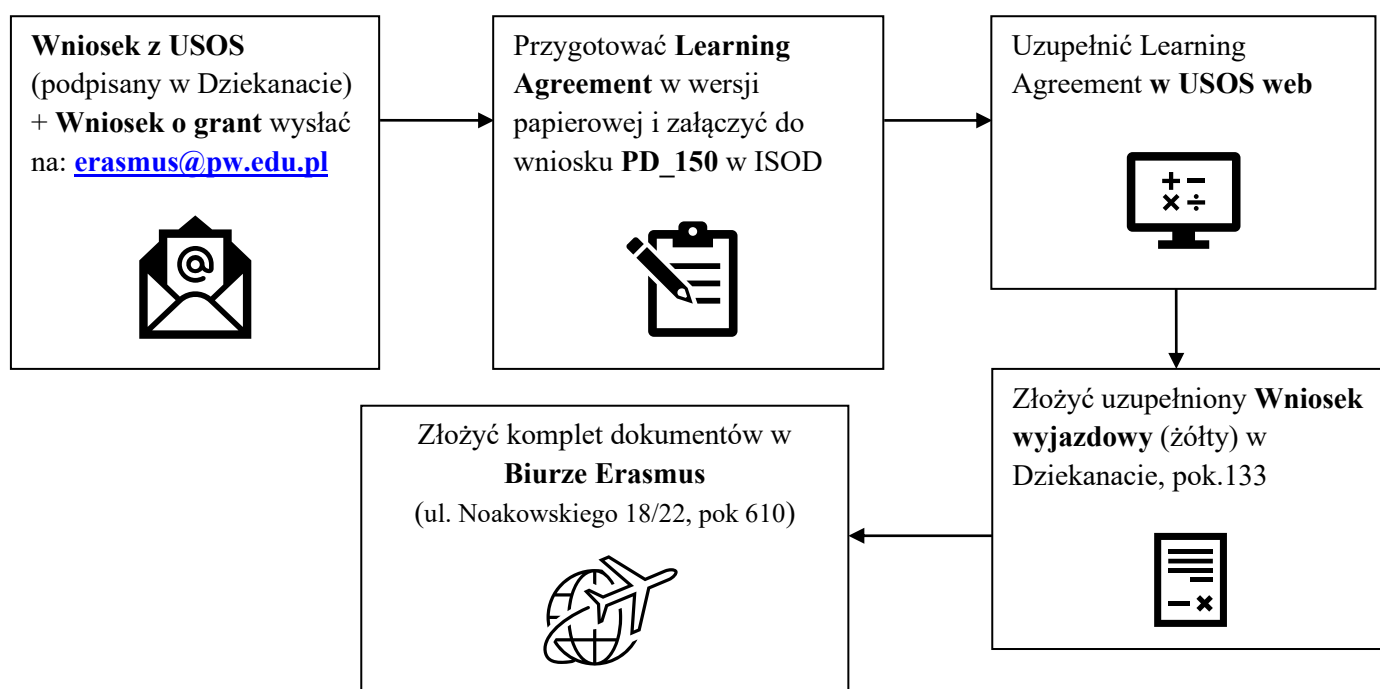 Wniosek z USOS
(podpisany w Dziekanacie)
+ Wniosek o grant wysłać
na: erasmus@pw.edu.pl
Przygotować Learning
Agreement w wersji
papierowej i załączyć do
wniosku PD_150 w ISOD
Uzupełnić Learning
Agreement w USOS web
Złożyć uzupełniony Wniosek
wyjazdowy (żółty) w
Dziekanacie, pok.133
Złożyć komplet dokumentów w
Biurze Erasmus
(ul. Noakowskiego 18/22, pok 610)